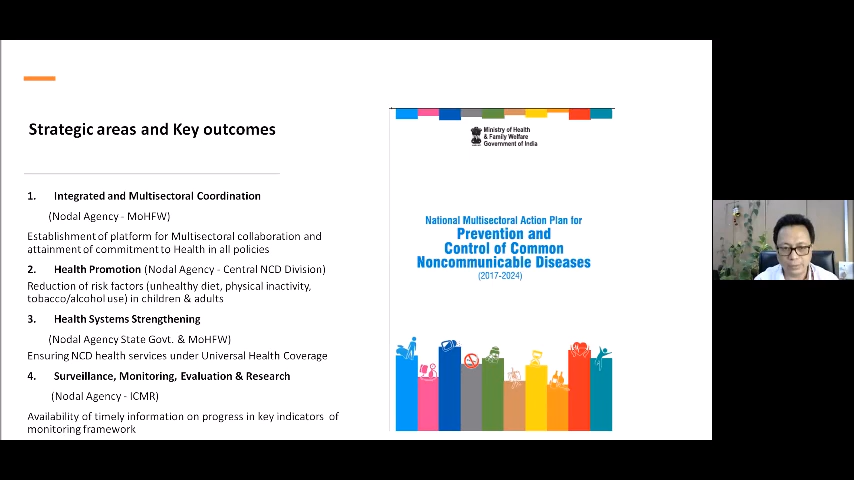 Strategic areas and Key outcomes
1. Integrated and Multisectoral Coordination
(Nodal Agency - MoHFW)
Establishment of platform for Multisectoral collaboration and
attainment of commitment to Health in all policies
2. Health Promotion (Nodal Agency - Central NCD Division)
Reduction of risk factors (unhealthy diet, physical inactivity,
tobacco/alcohol use) in children & adults
3. Health Systems Strengthening
(Nodal Agency State Govt. & MoHFW)
Ensuring NCD health services under Universal Health Coverage
4. Surveillance, Monitoring, Evaluation & Research
(Nodal Agency - ICMR)
Availability of timely information on progress in key indicators of
monitoring framework
Ministry of Health
& Family Welfare
Government of India
National Multisectoral Action Plan for
Prevention and
Control of Common
Noncommunicable Diseases
(2017-2024)